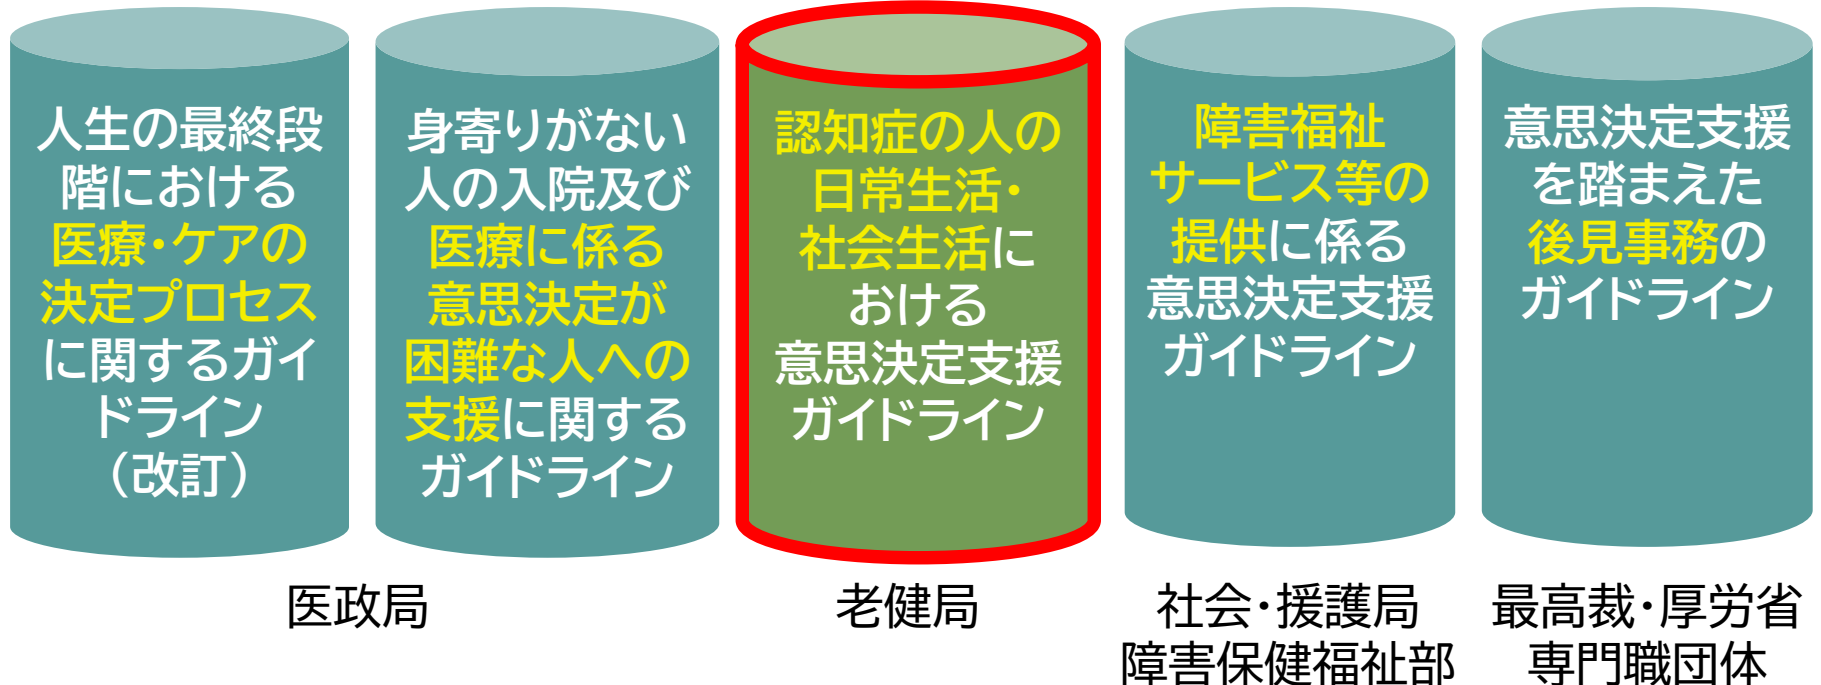 人生の最終段
階における
医療・ケアの
決定プロセス
に関するガイ
ドライン
（改訂）
身寄りがない
人の入院及び
医療に係る
意思決定が
困難な人への
支援に関する
ガイドライン
認知症の人の
日常生活・
社会生活に
おける
意思決定支援
ガイドライン
障害福祉
サービス等の
提供に係る
意思決定支援
ガイドライン
意思決定支援
を踏まえた
後見事務の
ガイドライン
医政局
老健局
社会・援護局
障害保健福祉部
最高裁・厚労省
専門職団体